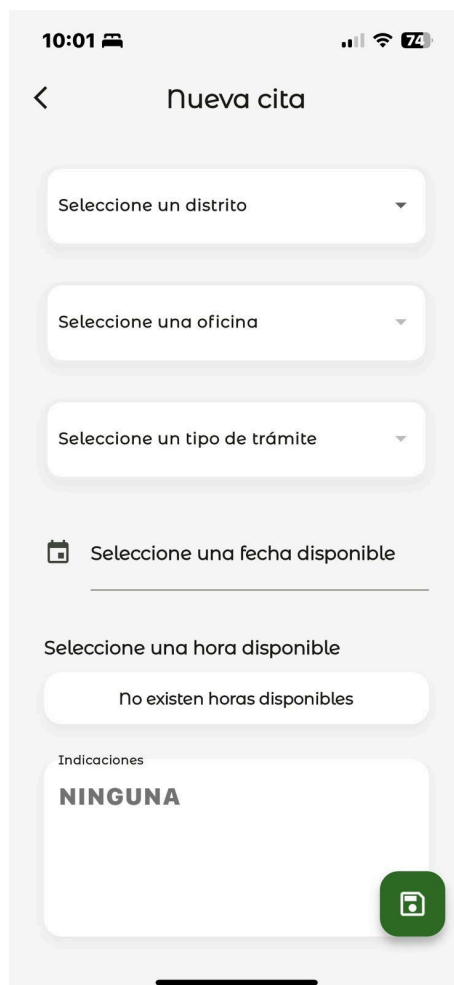 10:01
74
Nueva cita
Seleccione un distrito
Seleccione una oficina
Seleccione un tipo de trámite
Seleccione una fecha disponible
Seleccione una hora disponible
No existen horas disponibles
Indicaciones
NINGUNA